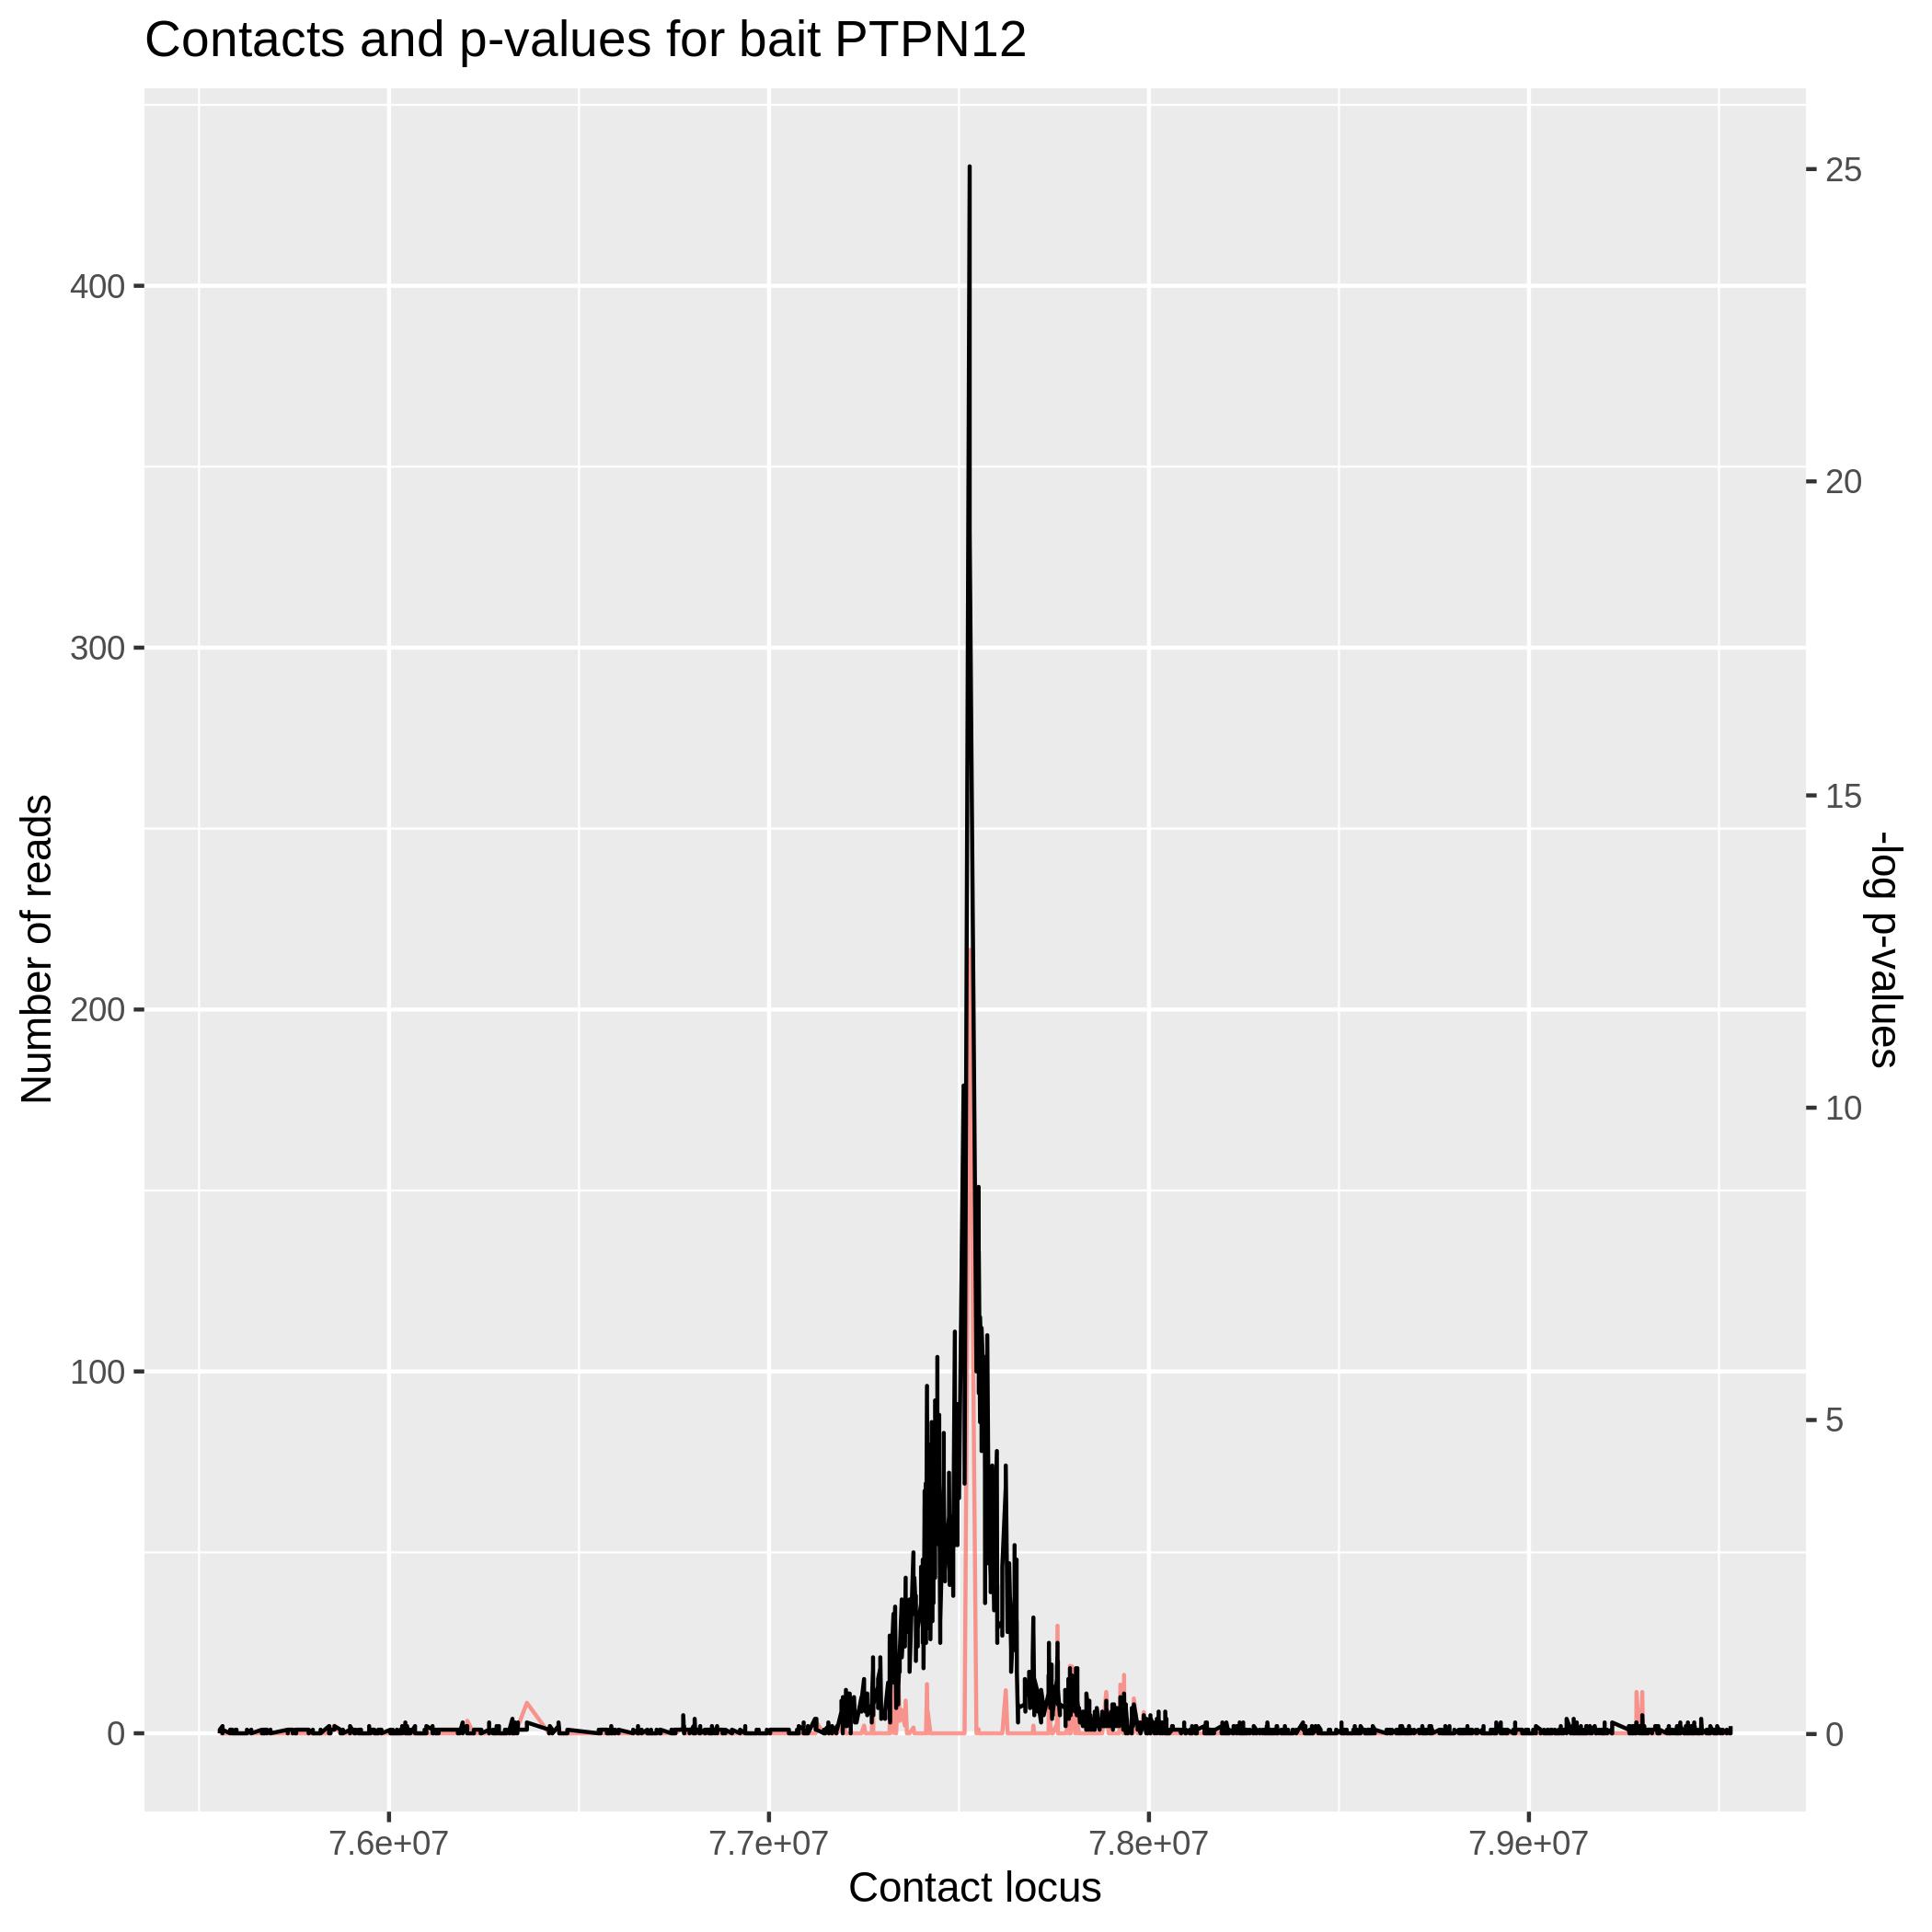 Contacts and p-values for bait PTPN12
Number of reads
400
300
200
100
0
25
20
15
10
5
0
-log p-values
7.6e+07
7.7e+07
7.8e+07
7.9e+07
Contact locus